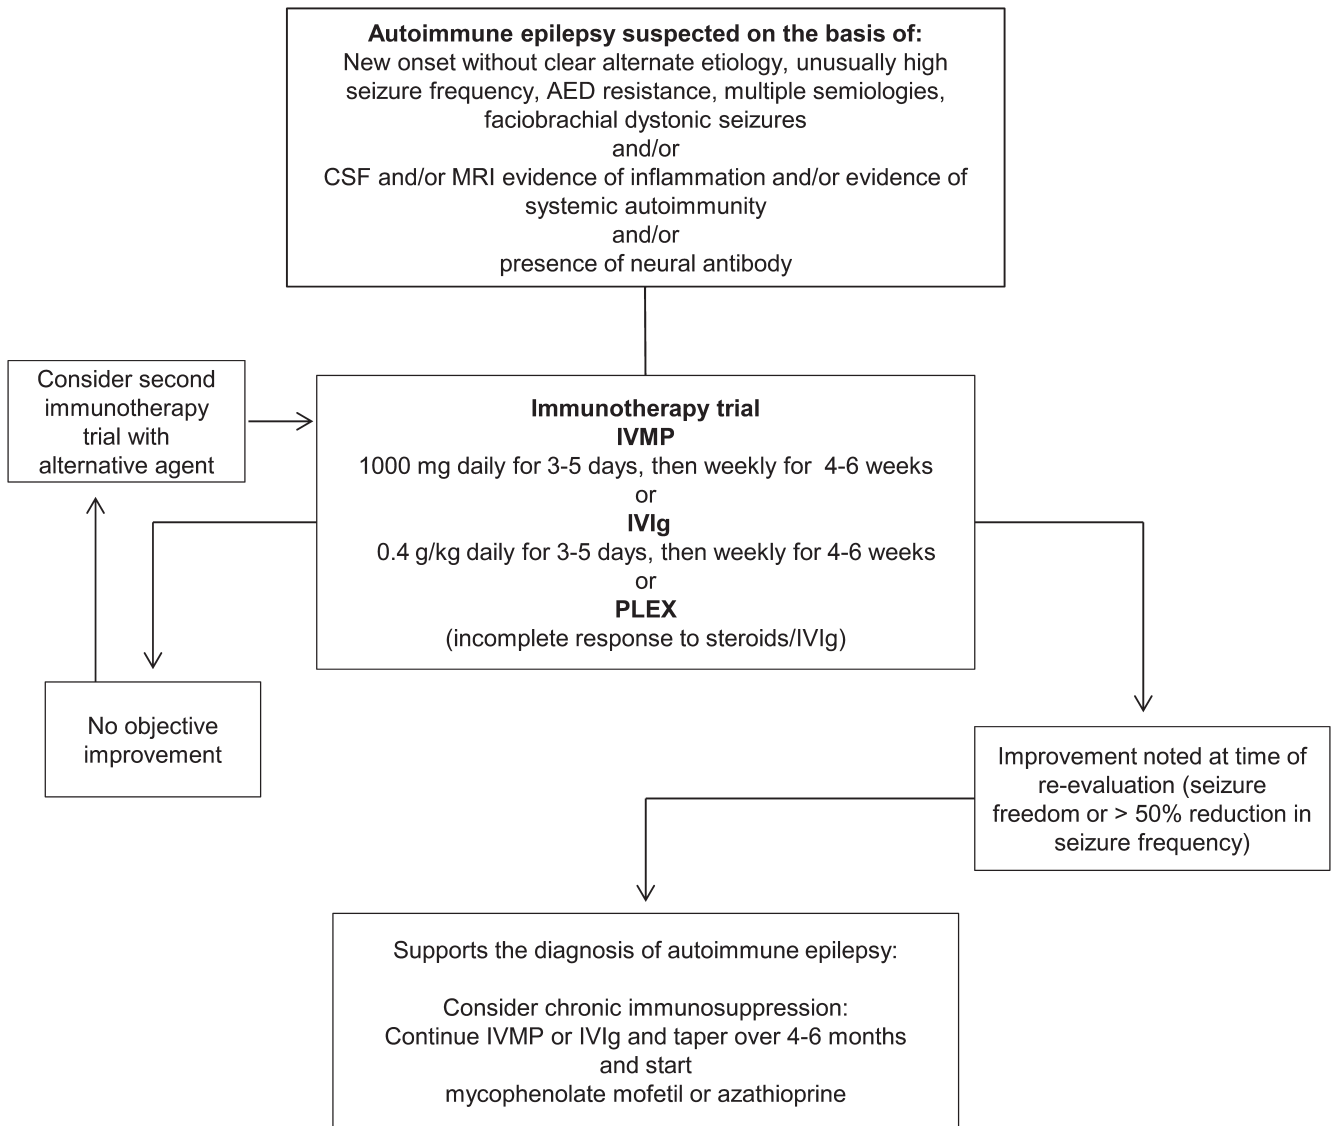 Autoimmune epilepsy suspected on the basis of:
New onset without clear alternate etiology, unusually high
seizure frequency, AED resistance, multiple semiologies,
faciobrachial dystonic seizures
and/or
CSF and/or MRI evidence of inflammation and/or evidence of
systemic autoimmunity
and/or
presence of neural antibody
Consider second
immunotherapy
trial with
alternative agent
Immunotherapy trial
IVMP
1000 mg daily for 3-5 days, then weekly for 4-6 weeks
or
IVIg
0.4 g/kg daily for 3-5 days, then weekly for 4-6 weeks
or
PLEX
(incomplete response to steroids/IVIg)
No objective
improvement
Improvement noted at time of
re-evaluation (seizure
freedom or > 50% reduction in
seizure frequency)
Supports the diagnosis of autoimmune epilepsy:
Consider chronic immunosuppression:
Continue IVMP or IVIg and taper over 4-6 months
and start
mycophenolate mofetil or azathioprine